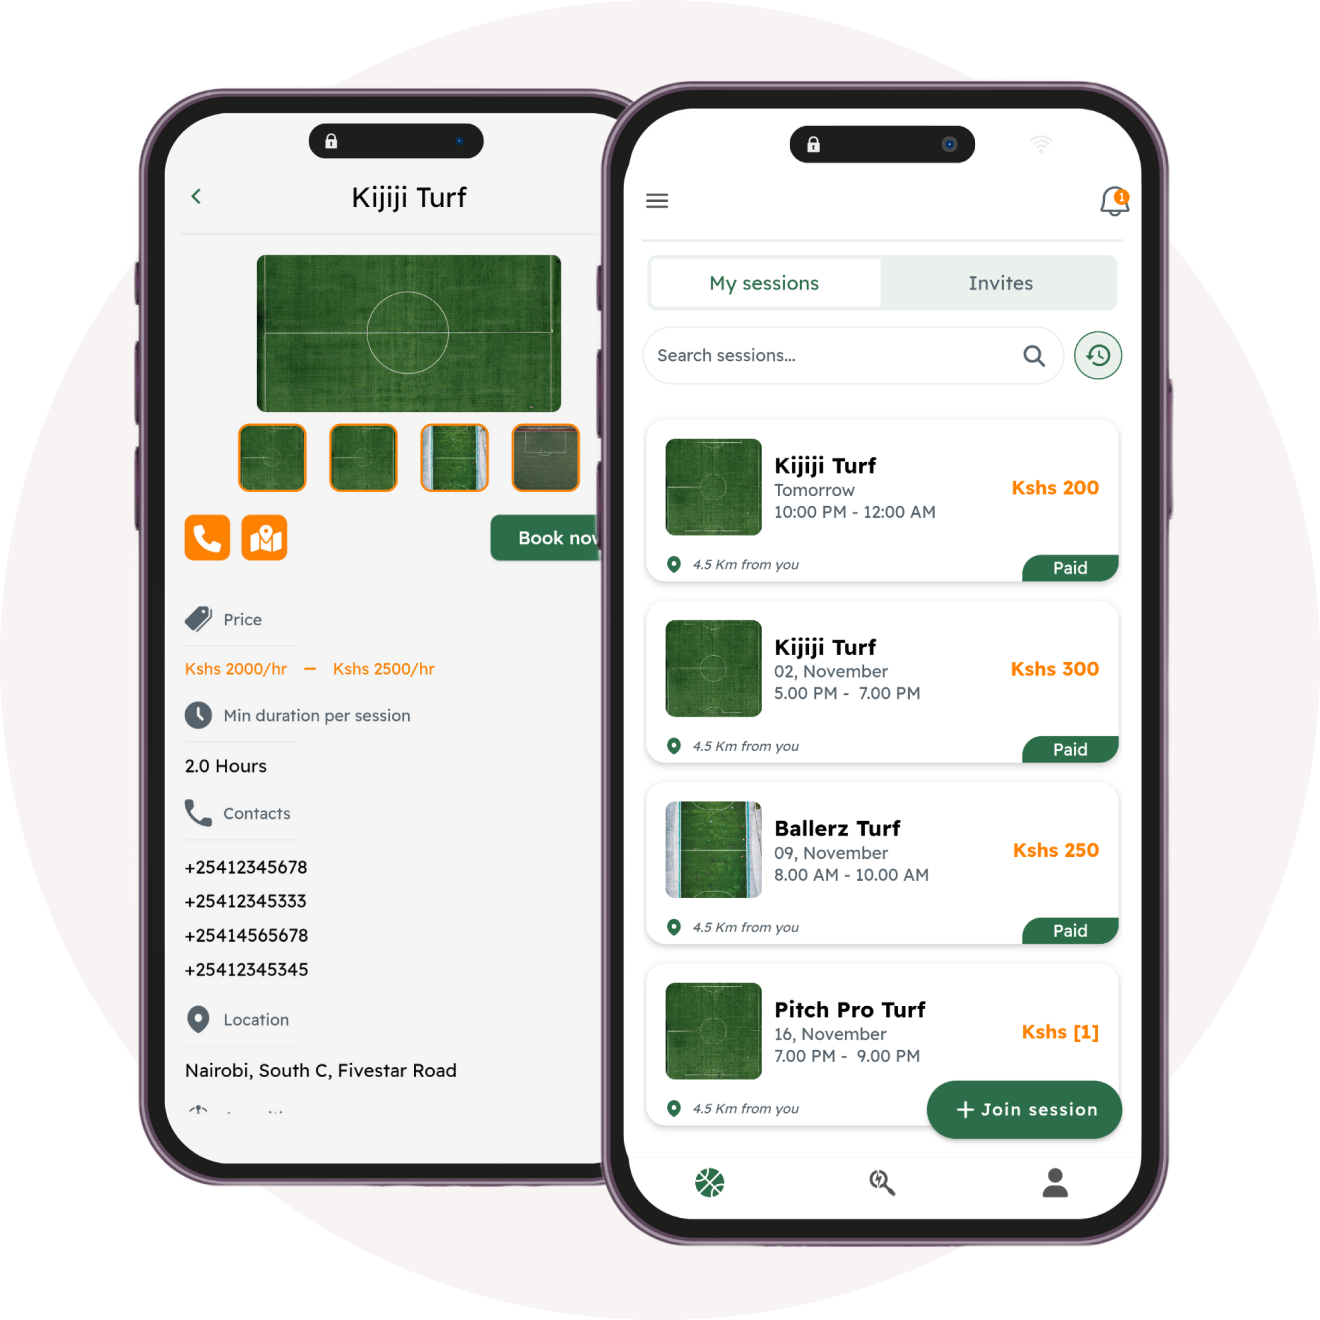 Kijiji Turf
Book now
Price
Kshs 2000/hr – Kshs 2500/hr
Min duration per session
2.0 Hours
Contacts
+25412345678
+25412345333
+25414565678
+25412345345
Location
Nairobi, South C, Fivestar Road
1
My sessions
Invites
Search sessions...
Kijiji Turf
Tomorrow
10:00 PM - 12:00 AM
Kshs 200
4.5 Km from you
Paid
Kijiji Turf
02, November
5.00 PM - 7.00 PM
Kshs 300
4.5 Km from you
Paid
Ballerz Turf
09, November
8.00 AM - 10.00 AM
Kshs 250
4.5 Km from you
Paid
Pitch Pro Turf
16, November
7.00 PM - 9.00 PM
Kshs [1]
4.5 Km from you
+ Join session